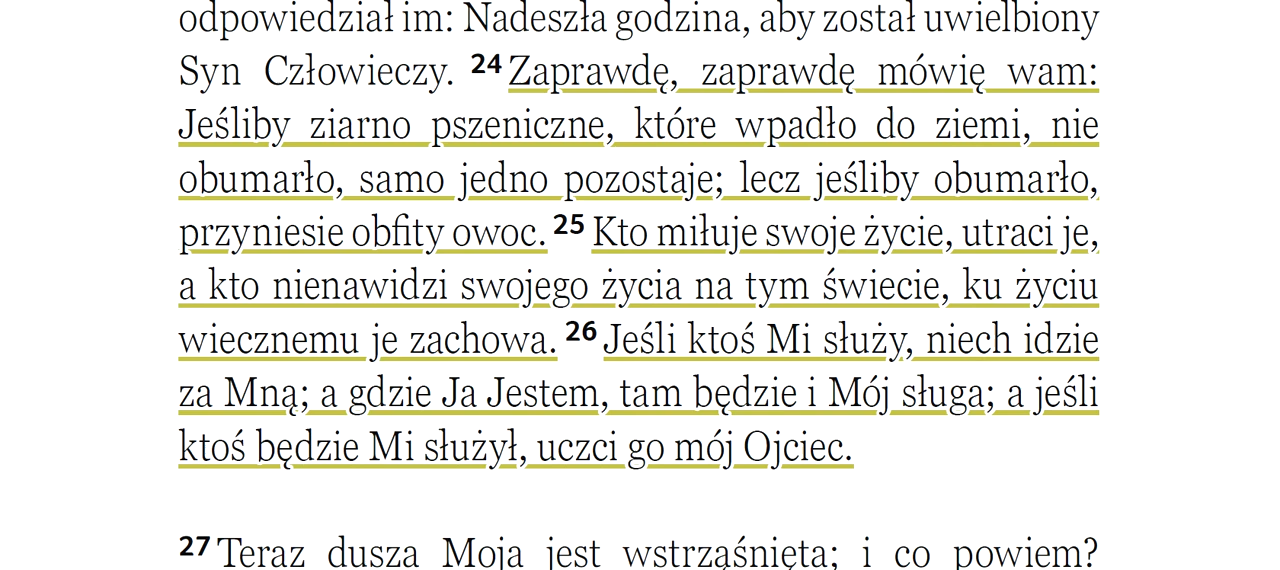 odpowiedział im: Nadeszła godzina, aby został uwielbiony
Syn Człowieczy. 24 Zaprawdę, zaprawdę mówię wam:
Jeśliby ziarno pszeniczne, które wpadło do ziemi, nie
obumarło, samo jedno pozostaje; lecz jeśliby obumarło,
przyniesie obfity owoc. 25 Kto miłuje swoje życie, utraci je,
a kto nienawidzi swojego życia na tym świecie, ku życiu
wiecznemu je zachowa. 26 Jeśli ktoś Mi służy, niech idzie
za Mną; a gdzie Ja Jestem, tam będzie i Mój sługa; a jeśli
ktoś będzie Mi służył, uczci go mój Ojciec.
27 Teraz dusza Moja jest wstrząśnięta; i co powiem?